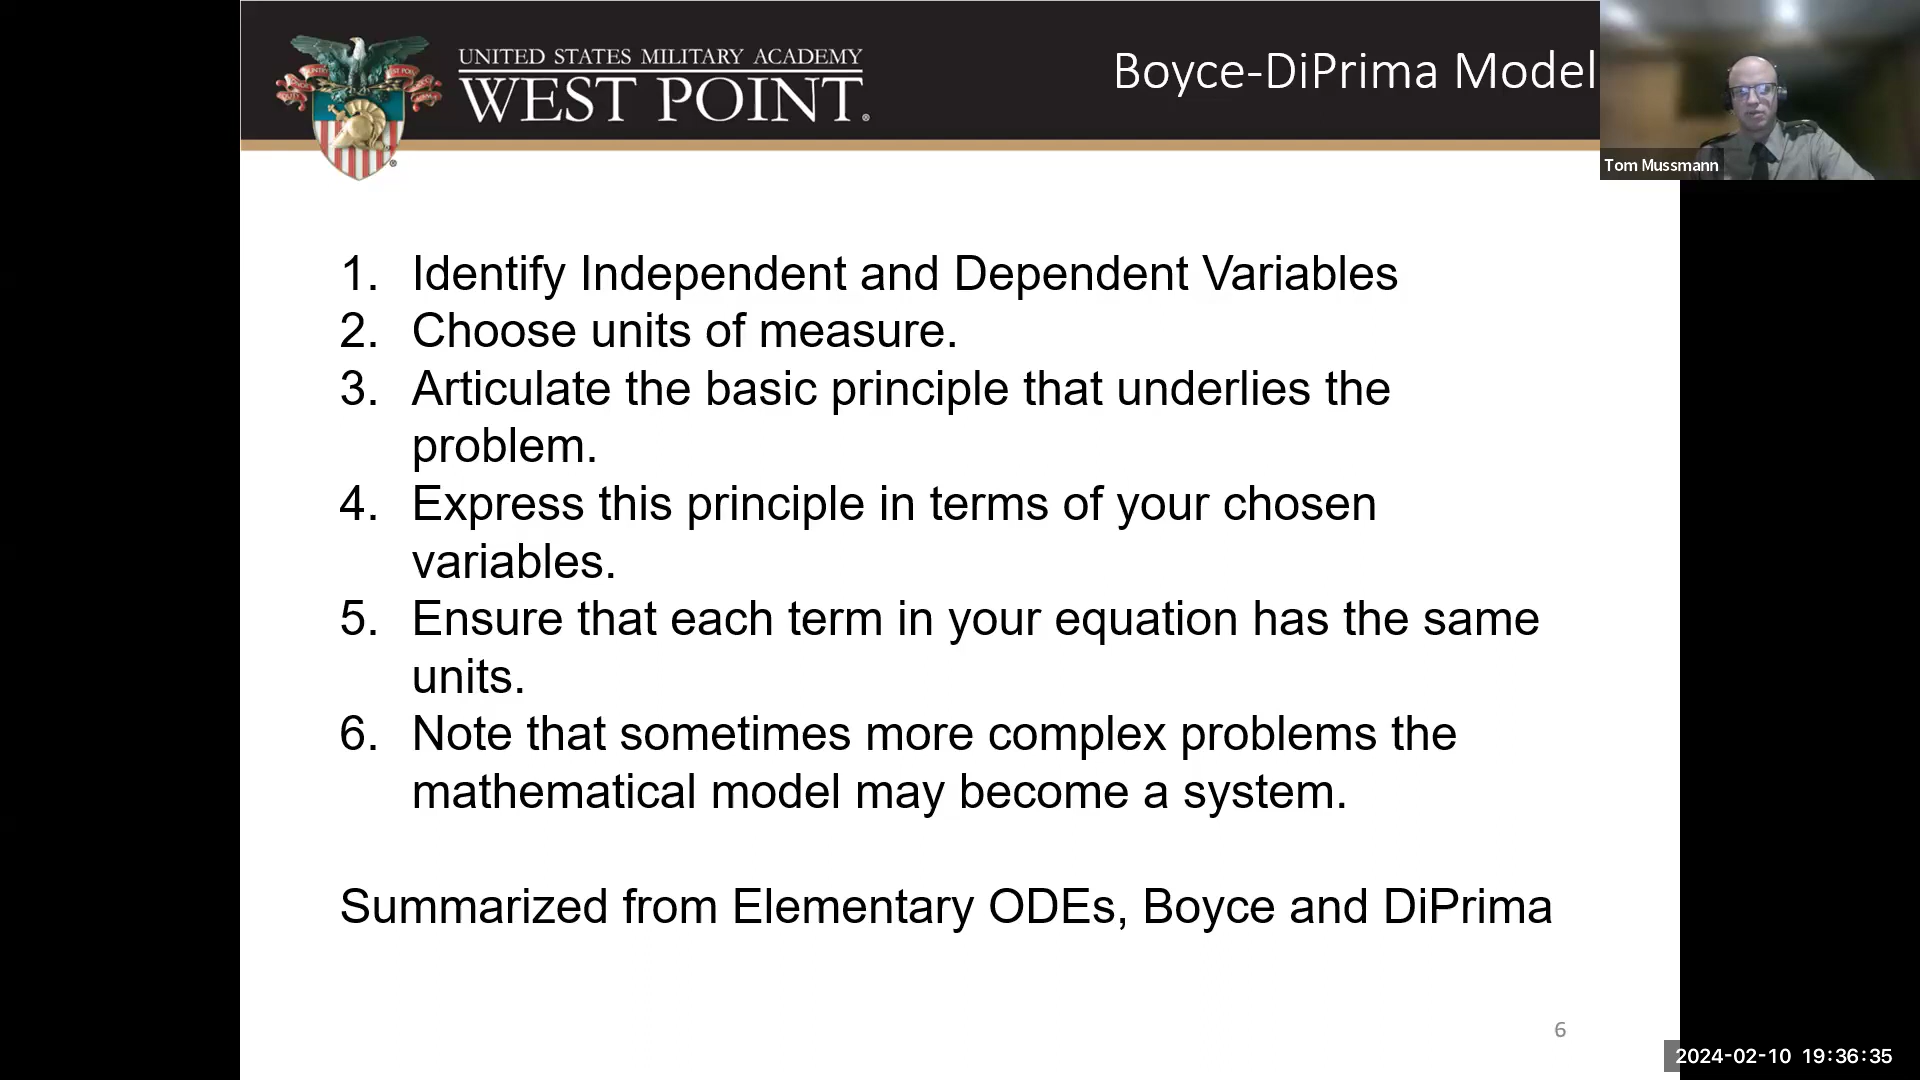 UNITED STATES MILITARY ACADEMY
WEST POINT®
Boyce-DiPrima Model
Tom Mussmann
1. Identify Independent and Dependent Variables
2. Choose units of measure.
3. Articulate the basic principle that underlies the
problem.
4. Express this principle in terms of your chosen
variables.
5. Ensure that each term in your equation has the same
units.
6. Note that sometimes more complex problems the
mathematical model may become a system.
Summarized from Elementary ODEs, Boyce and DiPrima
6
2024-02-10 19:36:35